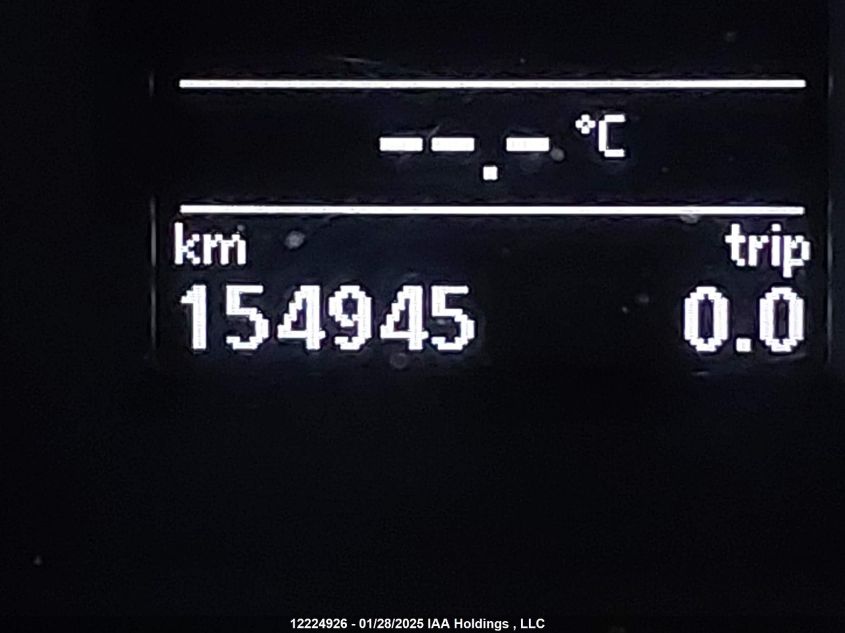 --.- °C
km trip
154945 0.0
12224926 - 01/28/2025 IAA Holdings , LLC